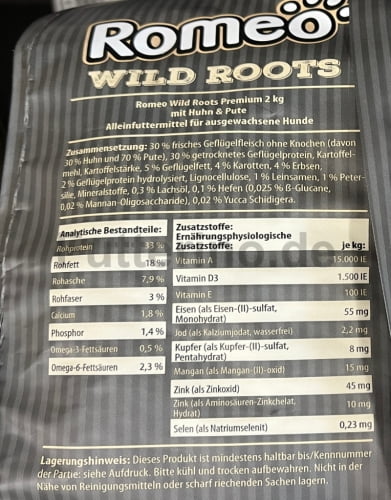 Romeo
WILD ROOTS
Romeo Wild Roots Premium 2 kg
mit Huhn & Pute
Alleinfuttermittel für ausgewachsene Hunde
Zusammensetzung: 30 % frisches Geflügelfleisch ohne Knochen (davon
30 % Huhn und 70 % Pute), 30 % getrocknetes Geflügelprotein, Kartoffel-
mehl, Kartoffelstärke, 5 % Geflügelfett, 4 % Karotten, 4 % Erbsen,
2 % Geflügelprotein hydrolysiert, Lignocellulose, 1 % Leinsamen, 1 % Peter-
silie, Mineralstoffe, 0,3 % Lachsöl, 0,1 % Hefen (0,025 % ß-Glucane,
0,02 % Mannan-Oligosaccharide), 0,02 % Yucca Schidigera.
Analytische Bestandteile:
Rohprotein 33 %
Rohfett 18 %
Rohasche 7,9 %
Rohfaser 3 %
Calcium 1,8 %
Phosphor 1,4 %
Omega-3-Fettsäuren 0,5 %
Omega-6-Fettsäuren 2,3 %
Zusatzstoffe:
Ernährungsphysiologische
Zusatzstoffe: je kg:
Vitamin A 15.000 IE
Vitamin D3 1.500 IE
Vitamin E 100 IE
Eisen (als Eisen-(II)-sulfat,
Monohydrat) 55 mg
Jod (als Kalziumjodat, wasserfrei) 2,2 mg
Kupfer (als Kupfer-(II)-sulfat,
Pentahydrat) 8 mg
Mangan (als Mangan-(II)-oxid) 15 mg
Zink (als Zinkoxid) 45 mg
Zink (als Aminosäuren-Zinkchelat,
Hydrat) 10 mg
Selen (als Natriumselenit) 0,23 mg
Lagerungshinweis: Dieses Produkt ist mindestens haltbar bis/Kennnummer
der Partie: siehe Aufdruck. Bitte kühl und trocken aufbewahren. Nicht in der
Nähe von Reinigungsmitteln oder scharf riechenden Sachen lagern.